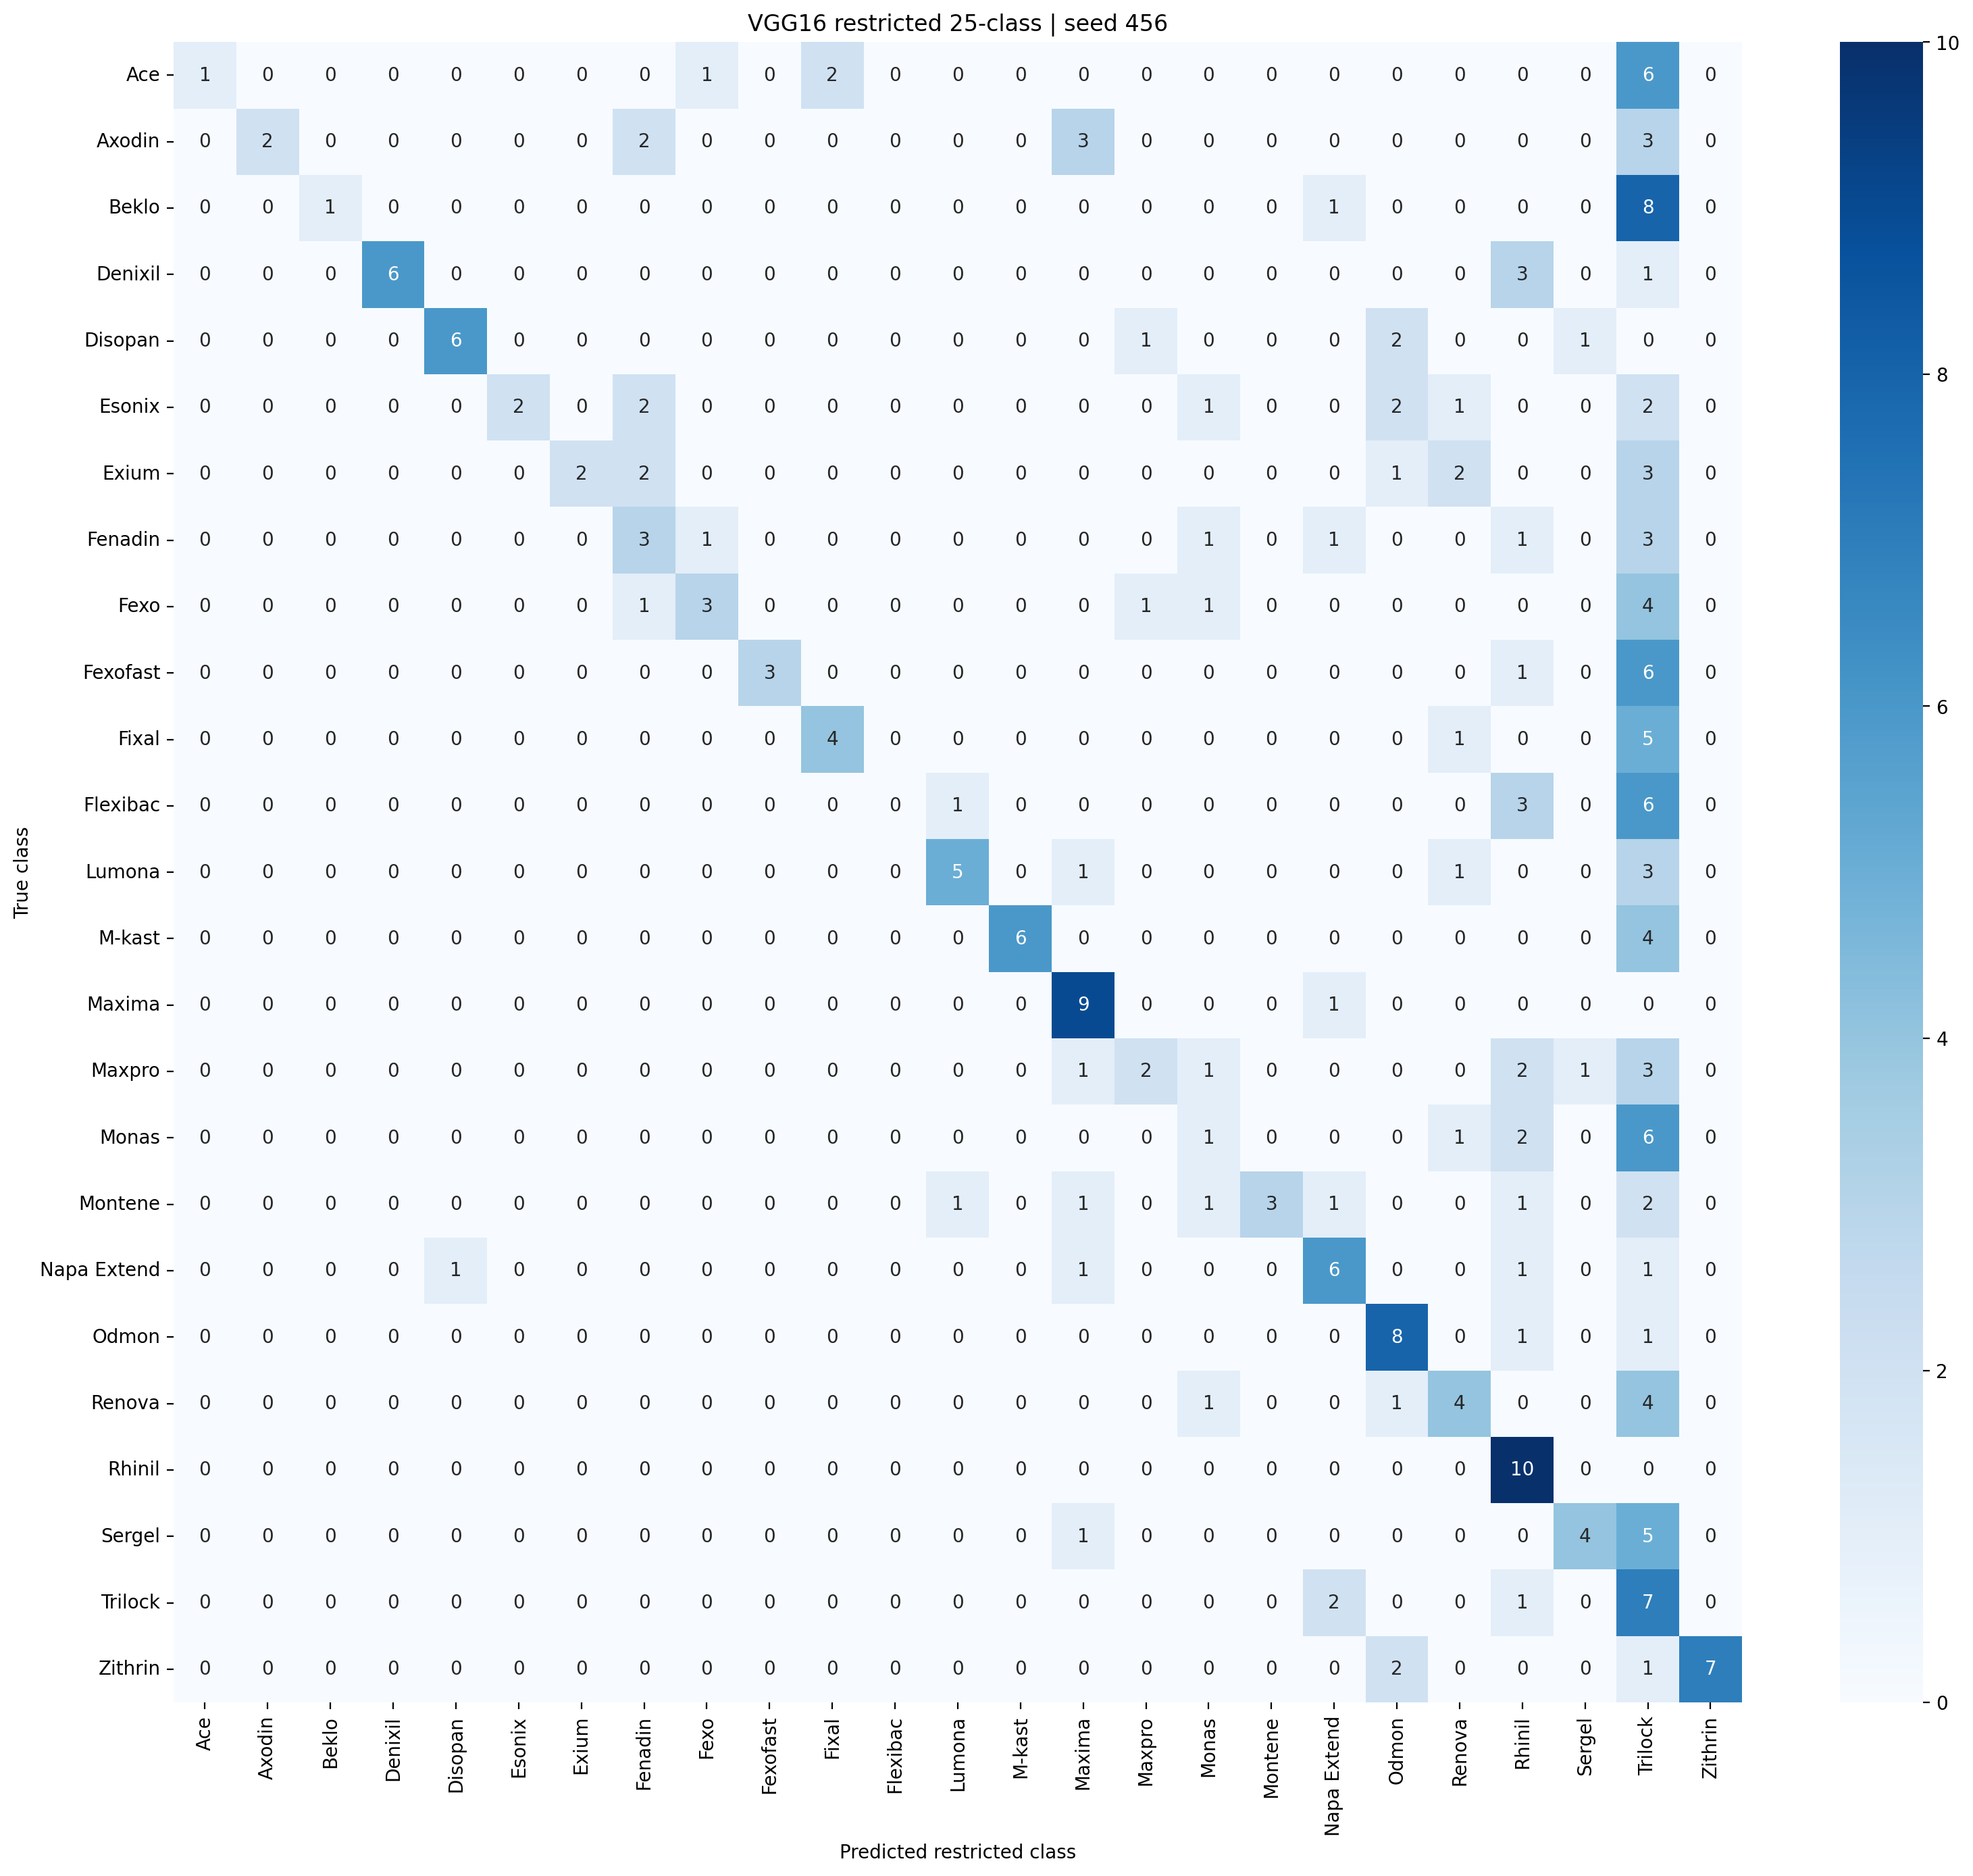 VGG16 restricted 25-class | seed 456
Ace 1 0 0 0 0 0 0 0 1 0 2 0 0 0 0 0 0 0 0 0 0 0 0 6 0
Axodin 0 2 0 0 0 0 0 2 0 0 0 0 0 0 3 0 0 0 0 0 0 0 0 3 0
Beklo 0 0 1 0 0 0 0 0 0 0 0 0 0 0 0 0 0 0 1 0 0 0 0 8 0
Denixil 0 0 0 6 0 0 0 0 0 0 0 0 0 0 0 0 0 0 0 0 0 3 0 1 0
Disopan 0 0 0 0 6 0 0 0 0 0 0 0 0 0 0 1 0 0 0 2 0 0 1 0 0
Esonix 0 0 0 0 0 2 0 2 0 0 0 0 0 0 0 0 1 0 0 2 1 0 0 2 0
Exium 0 0 0 0 0 0 2 2 0 0 0 0 0 0 0 0 0 0 0 1 2 0 0 3 0
Fenadin 0 0 0 0 0 0 0 3 1 0 0 0 0 0 0 0 1 0 1 0 0 1 0 3 0
Fexo 0 0 0 0 0 0 0 1 3 0 0 0 0 0 0 1 1 0 0 0 0 0 0 4 0
Fexofast 0 0 0 0 0 0 0 0 0 3 0 0 0 0 0 0 0 0 0 0 0 1 0 6 0
Fixal 0 0 0 0 0 0 0 0 0 0 4 0 0 0 0 0 0 0 0 0 1 0 0 5 0
Flexibac 0 0 0 0 0 0 0 0 0 0 0 0 1 0 0 0 0 0 0 0 0 3 0 6 0
Lumona 0 0 0 0 0 0 0 0 0 0 0 0 5 0 1 0 0 0 0 0 1 0 0 3 0
M-kast 0 0 0 0 0 0 0 0 0 0 0 0 0 6 0 0 0 0 0 0 0 0 0 4 0
Maxima 0 0 0 0 0 0 0 0 0 0 0 0 0 0 9 0 0 0 1 0 0 0 0 0 0
Maxpro 0 0 0 0 0 0 0 0 0 0 0 0 0 0 1 2 1 0 0 0 0 2 1 3 0
Monas 0 0 0 0 0 0 0 0 0 0 0 0 0 0 0 0 1 0 0 0 1 2 0 6 0
Montene 0 0 0 0 0 0 0 0 0 0 0 0 1 0 1 0 1 3 1 0 0 1 0 2 0
Napa Extend 0 0 0 0 1 0 0 0 0 0 0 0 0 0 1 0 0 0 6 0 0 1 0 1 0
Odmon 0 0 0 0 0 0 0 0 0 0 0 0 0 0 0 0 0 0 0 8 0 1 0 1 0
Renova 0 0 0 0 0 0 0 0 0 0 0 0 0 0 0 0 1 0 0 1 4 0 0 4 0
Rhinil 0 0 0 0 0 0 0 0 0 0 0 0 0 0 0 0 0 0 0 0 0 10 0 0 0
Sergel 0 0 0 0 0 0 0 0 0 0 0 0 0 0 1 0 0 0 0 0 0 0 4 5 0
Trilock 0 0 0 0 0 0 0 0 0 0 0 0 0 0 0 0 0 0 2 0 0 1 0 7 0
Zithrin 0 0 0 0 0 0 0 0 0 0 0 0 0 0 0 0 0 0 0 2 0 0 0 1 7
Ace Axodin Beklo Denixil Disopan Esonix Exium Fenadin Fexo Fexofast Fixal Flexibac Lumona M-kast Maxima Maxpro Monas Montene Napa Extend Odmon Renova Rhinil Sergel Trilock Zithrin
Predicted restricted class
True class
10
8
6
4
2
0